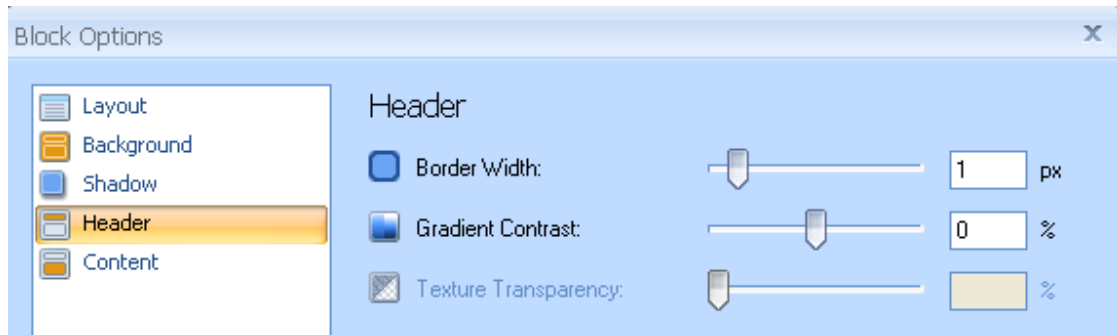 Block Options
Layout
Background
Shadow
Header
Content
Header
Border Width: 1 px
Gradient Contrast: 0 %
Texture Transparency: %